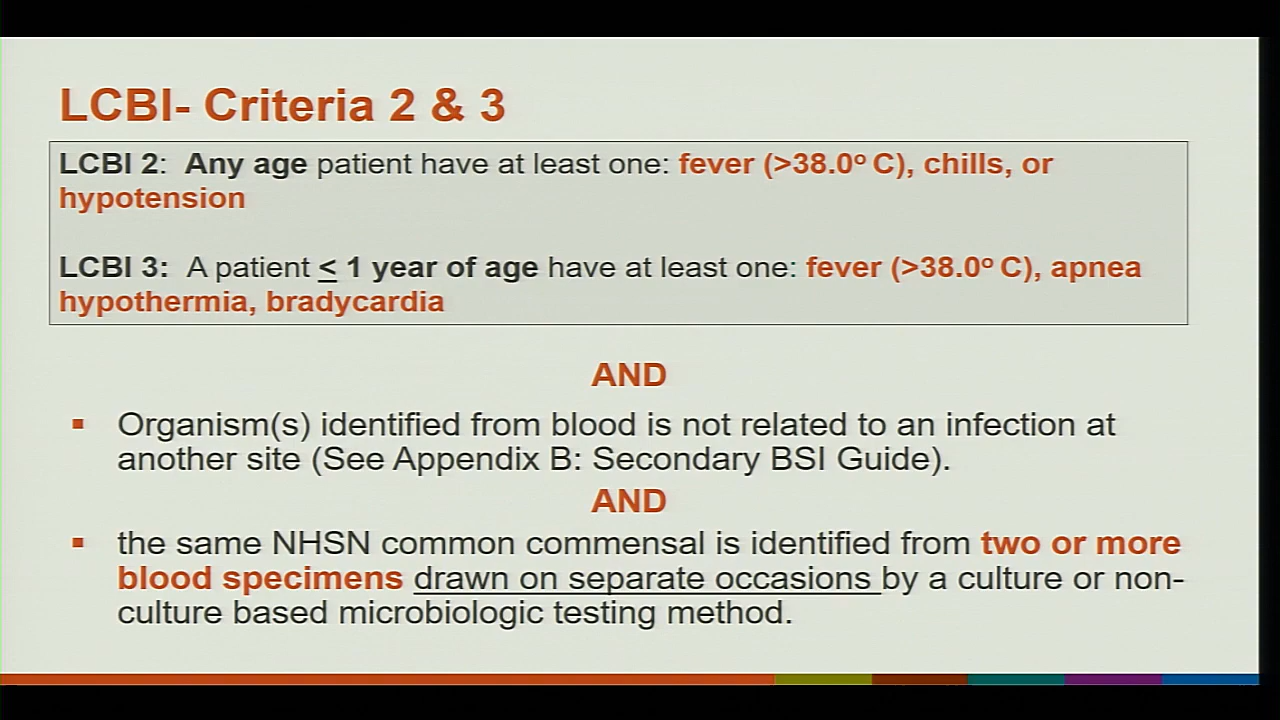 LCBI- Criteria 2 & 3
LCBI 2: Any age patient have at least one: fever (>38.0º C), chills, or
hypotension
LCBI 3: A patient < 1 year of age have at least one: fever (>38.0º C), apnea
hypothermia, bradycardia
AND
▪ Organism(s) identified from blood is not related to an infection at
another site (See Appendix B: Secondary BSI Guide).
AND
▪ the same NHSN common commensal is identified from two or more
blood specimens drawn on separate occasions by a culture or non-
culture based microbiologic testing method.